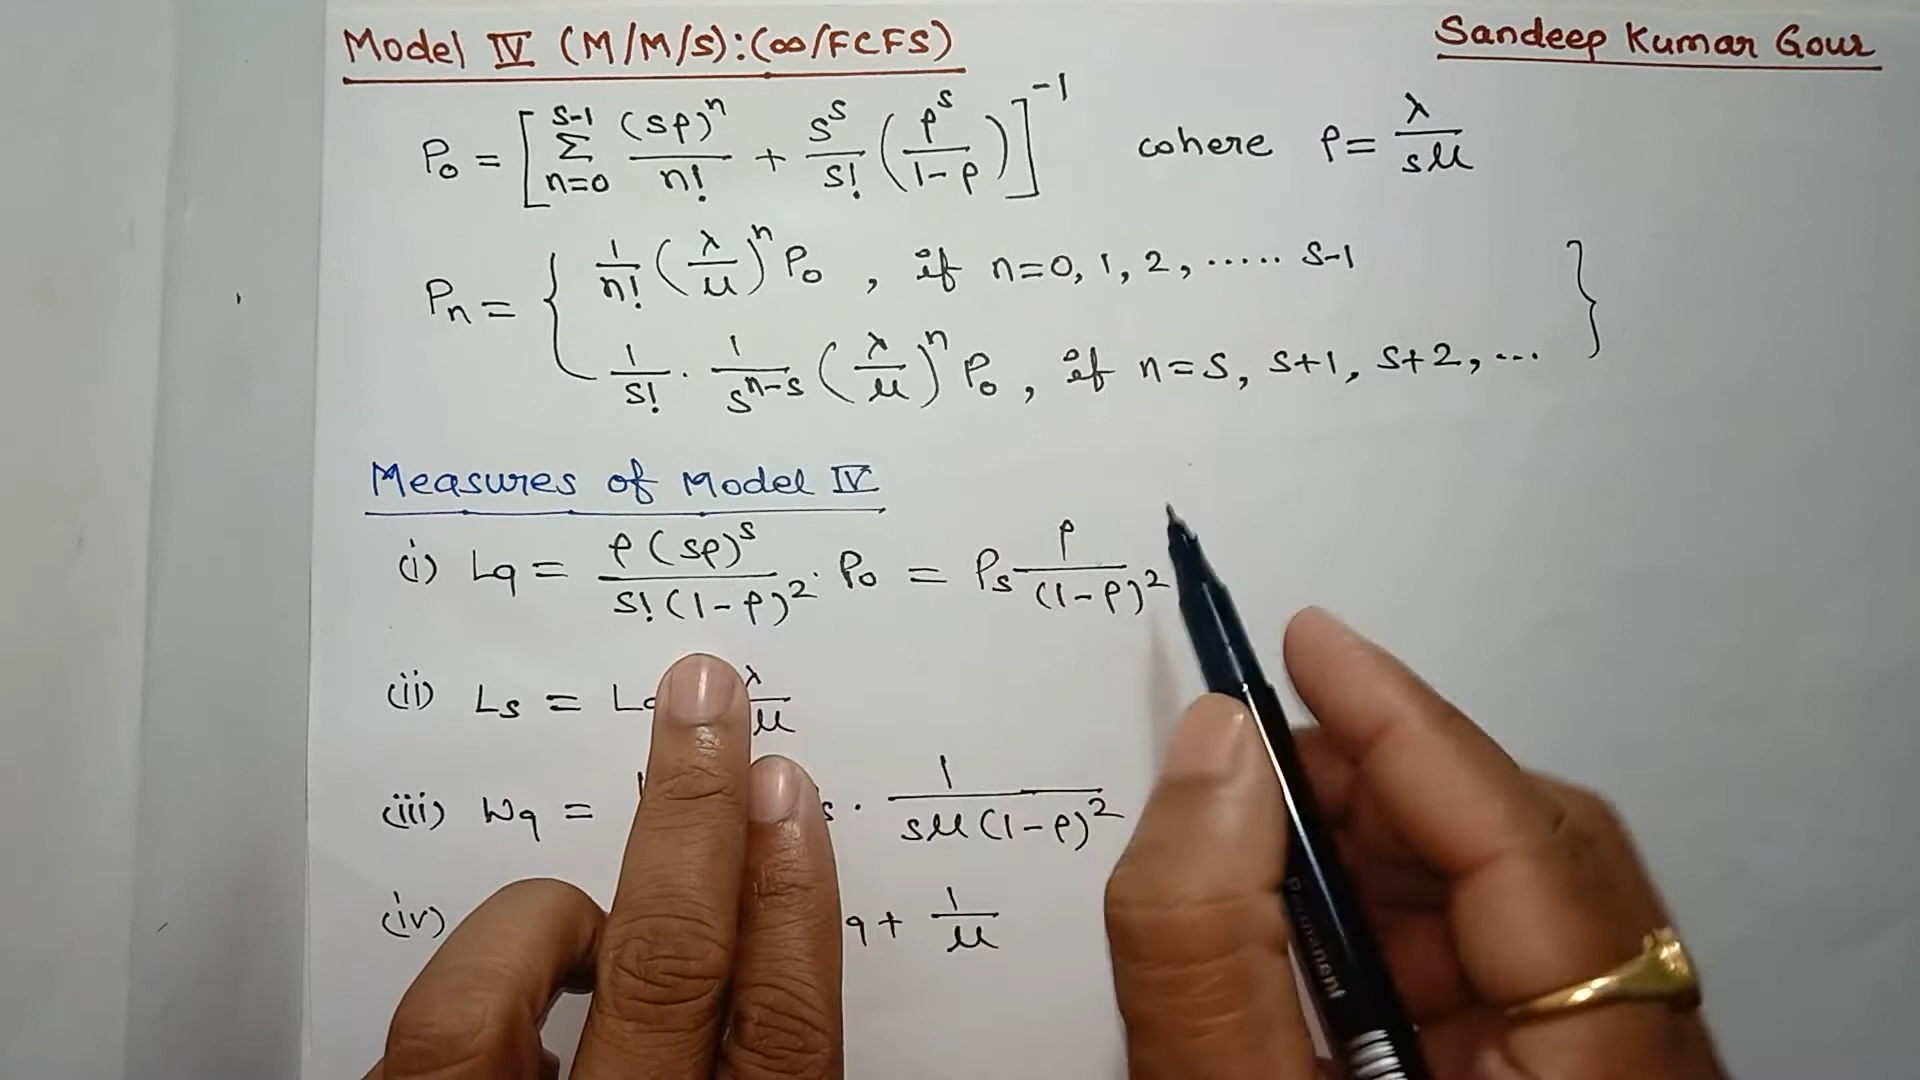 Model IV (M/M/S):(∞/FCFS)
Sandeep Kumar Gour
P₀ = [ Σ_{n=0}^{s-1} (sρ)ⁿ/n! + s^s/s! (ρ^s/(1-ρ)) ]⁻¹ where ρ = λ/sμ
Pₙ = { 1/n! (λ/μ)ⁿ P₀ , if n=0, 1, 2, ..... s-1
1/s! · 1/s^{n-s} (λ/μ)ⁿ P₀ , if n=s, s+1, s+2, ... }
Measures of Model IV
(i) Lq = ρ(sρ)^s / s!(1-ρ)² · P₀ = Ps ρ/(1-ρ)²
(ii) Ls = λ/μ
(iii) Wq = · 1/sμ(1-ρ)²
(iv) q + 1/μ
Permanent